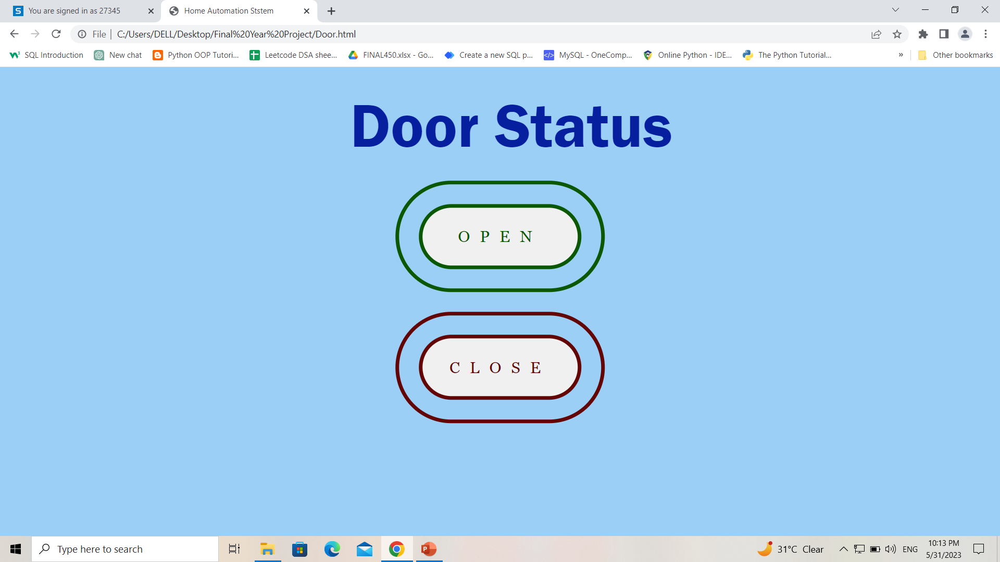 You are signed in as 27345
Home Automation Ststem
File | C:/Users/DELL/Desktop/Final%20Year%20Project/Door.html
SQL Introduction New chat Python OOP Tutori... Leetcode DSA shee... FINAL450.xlsx - Go... Create a new SQL p... MySQL - OneComp... Online Python - IDE... The Python Tutorial... » Other bookmarks
Door Status
OPEN
CLOSE
Type here to search
31°C Clear
ENG
10:13 PM
5/31/2023